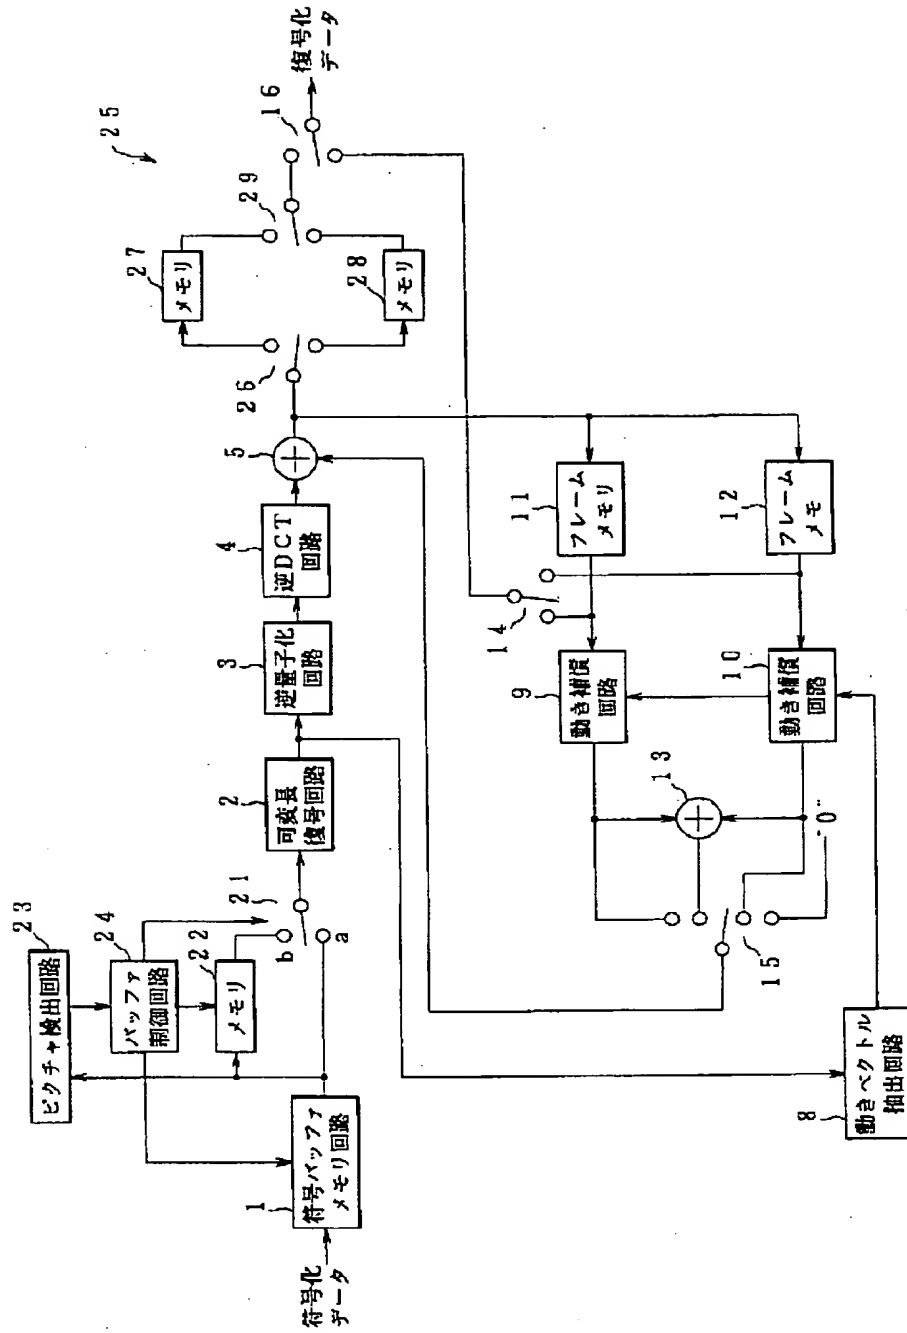 25
符号化
データ
1
符号バッファ
メモリ回路
23
ピクチャ検出回路
24
バッファ
制御回路
22
メモリ
b
a
21
2
可変長
復号回路
3
逆量子化
回路
4
逆DCT
回路
5
26
27
メモリ
28
メモリ
29
16
復号化
データ
8
動きベクトル
抽出回路
15
"0"
13
9
動き補償
回路
10
動き補償
回路
14
11
フレーム
メモリ
12
フレーム
メモ